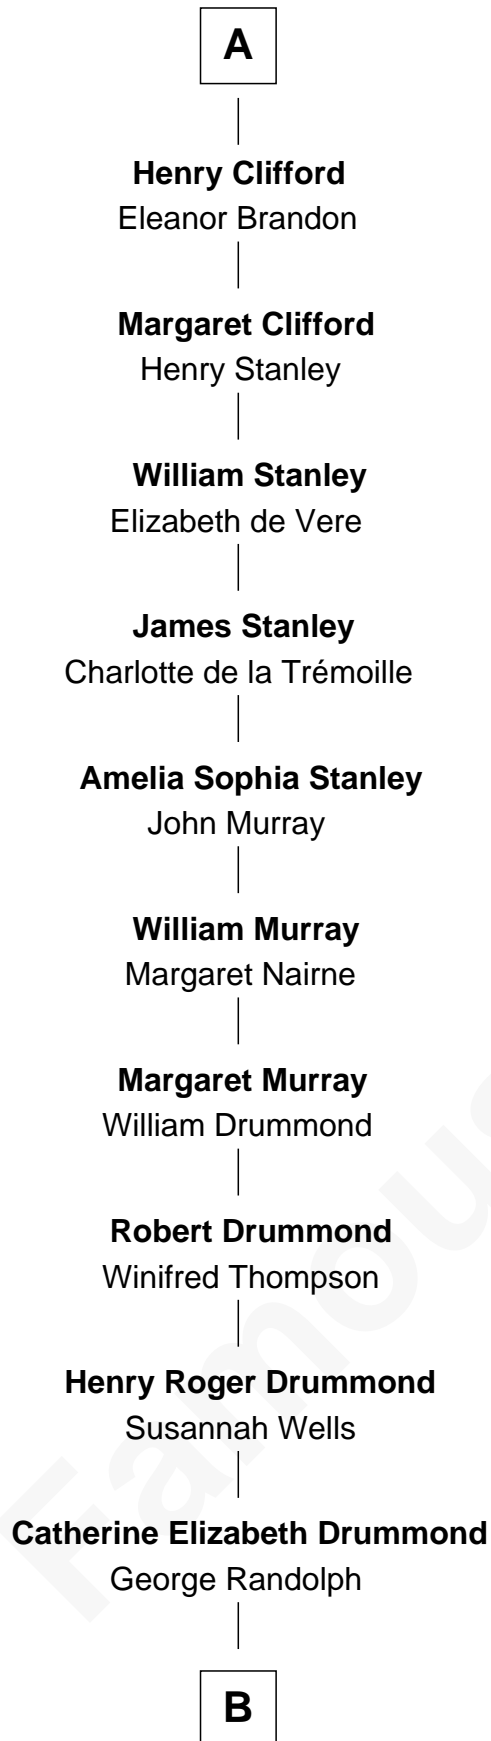 A
Henry Clifford
Eleanor Brandon
Margaret Clifford
Henry Stanley
William Stanley
Elizabeth de Vere
James Stanley
Charlotte de la Trémoille
Amelia Sophia Stanley
John Murray
William Murray
Margaret Nairne
Margaret Murray
William Drummond
Robert Drummond
Winifred Thompson
Henry Roger Drummond
Susannah Wells
Catherine Elizabeth Drummond
George Randolph
B
Famous